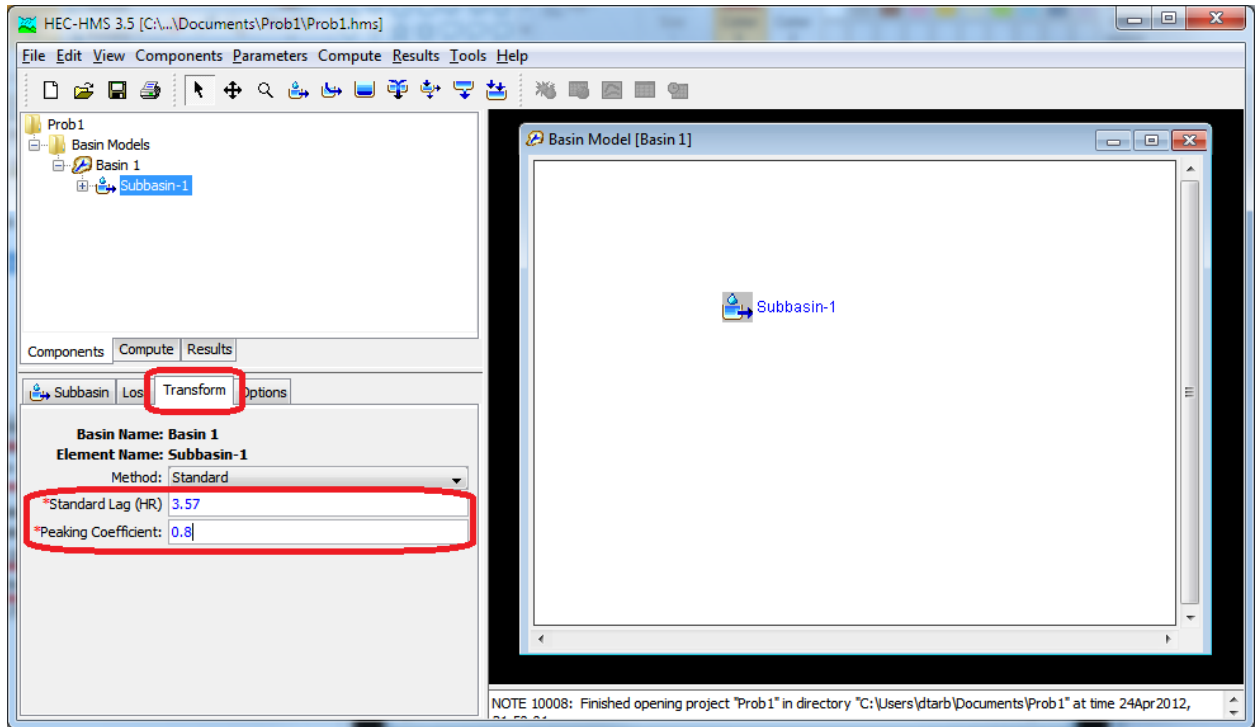 HEC-HMS 3.5 [C:\...\Documents\Prob1\Prob1.hms]
File Edit View Components Parameters Compute Results Tools Help
Prob1
Basin Models
Basin 1
Subbasin-1
Components Compute Results
Subbasin Loss Transform Options
Basin Name: Basin 1
Element Name: Subbasin-1
Method: Standard
*Standard Lag (HR) 3.57
*Peaking Coefficient: 0.8
Basin Model [Basin 1]
Subbasin-1
NOTE 10008: Finished opening project "Prob1" in directory "C:\Users\dtarb\Documents\Prob1" at time 24Apr2012,